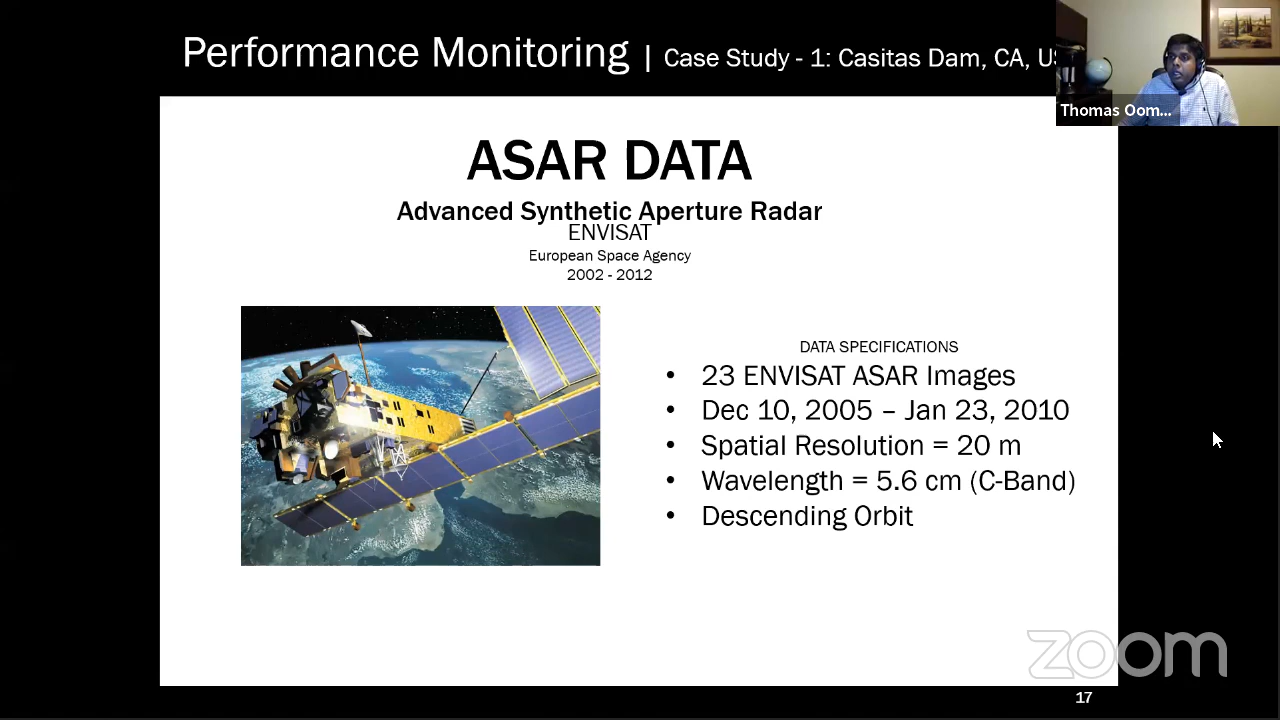 Performance Monitoring | Case Study - 1: Casitas Dam, CA, US
Thomas Oom...
ASAR DATA
Advanced Synthetic Aperture Radar
ENVISAT
European Space Agency
2002 - 2012
DATA SPECIFICATIONS
• 23 ENVISAT ASAR Images
• Dec 10, 2005 – Jan 23, 2010
• Spatial Resolution = 20 m
• Wavelength = 5.6 cm (C-Band)
• Descending Orbit
zoom
17